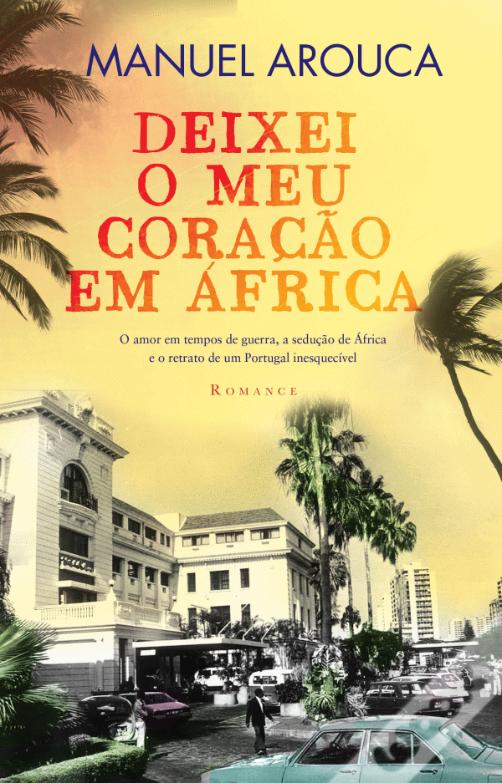 MANUEL AROUCA
DEIXEI
O MEU
CORAÇÃO
EM ÁFRICA
O amor em tempos de guerra, a sedução de África
e o retrato de um Portugal inesquecível
ROMANCE